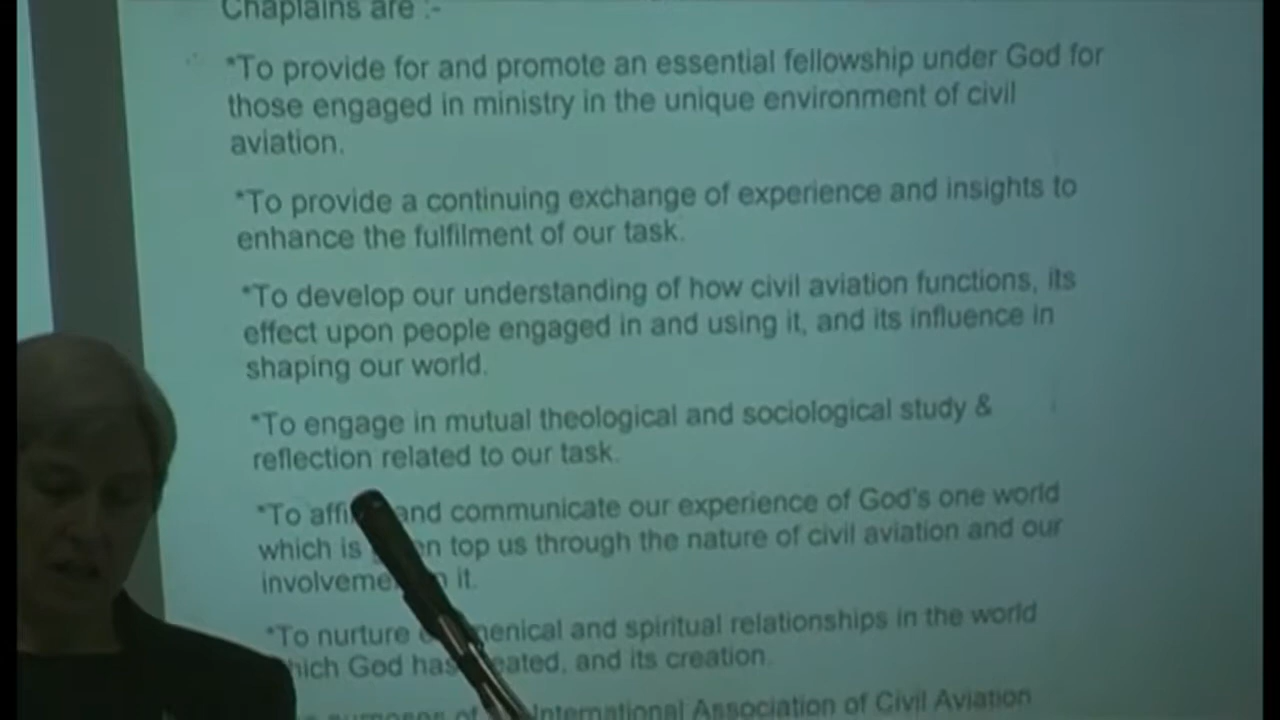 Chaplains are :-
*To provide for and promote an essential fellowship under God for
those engaged in ministry in the unique environment of civil
aviation.
*To provide a continuing exchange of experience and insights to
enhance the fulfilment of our task.
*To develop our understanding of how civil aviation functions, its
effect upon people engaged in and using it, and its influence in
shaping our world.
*To engage in mutual theological and sociological study &
reflection related to our task.
*To and communicate our experience of God's one world
which is top us through the nature of civil aviation and our
it.
*To nurture and spiritual relationships in the world
God has and its creation.
of International Association of Civil Aviation